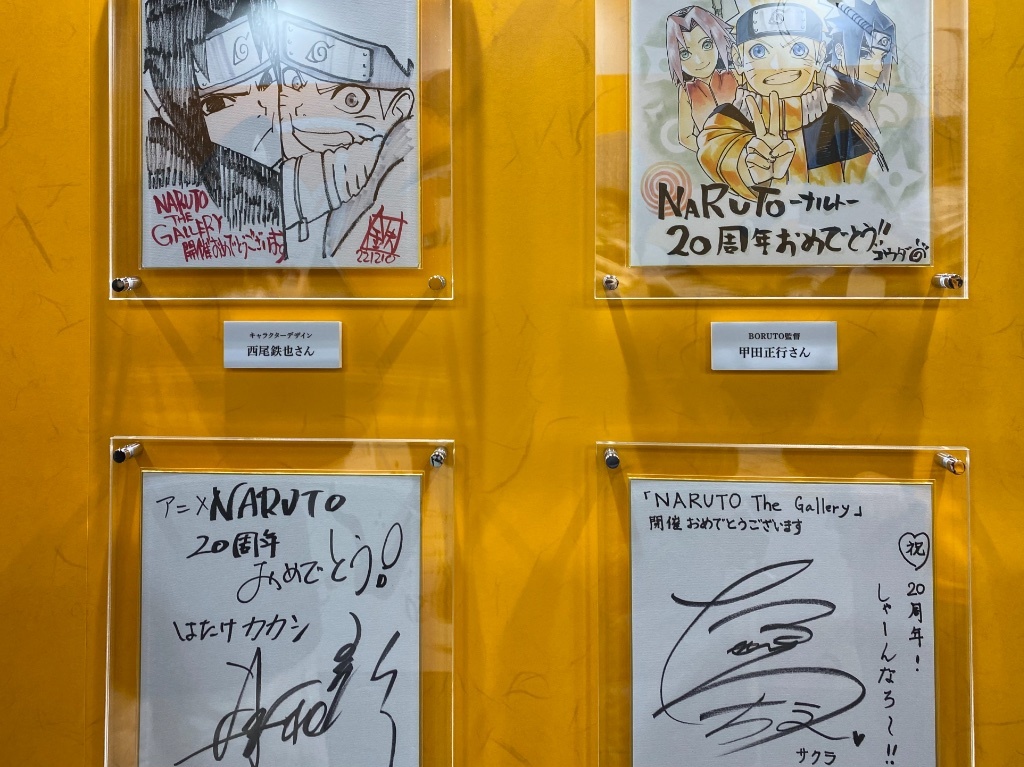 NARUTO
THE
GALLERY
開催おめでとうございます
221210
キャラクターデザイン
西尾鉄也さん
NARUTO-ナルト-
20周年おめでとう!!
コウダ
BORUTO監督
甲田正行さん
アニメNARUTO
20周年
おめでとう!
はたけカカシ
「NARUTO The Gallery」
開催おめでとうございます
祝
20周年!
しゃーんなろ〜!!
サクラ